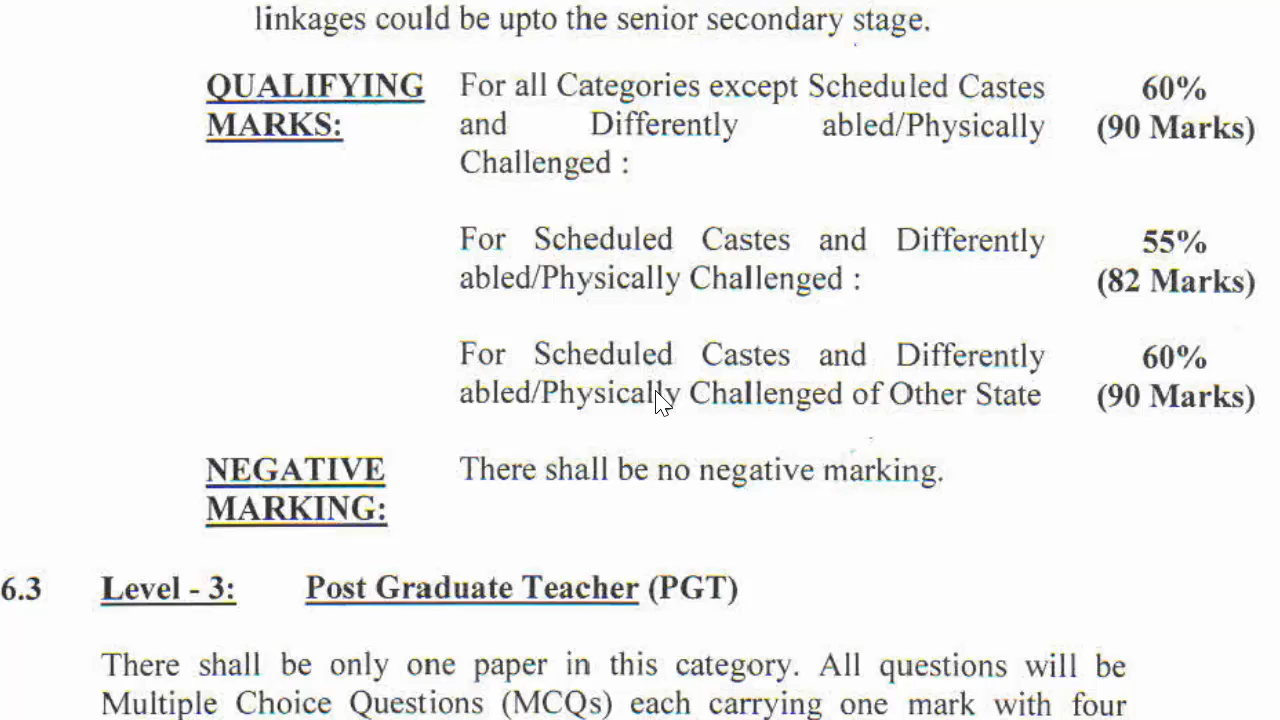 linkages could be upto the senior secondary stage.
QUALIFYING MARKS: For all Categories except Scheduled Castes 60%
and Differently abled/Physically (90 Marks)
Challenged :
For Scheduled Castes and Differently 55%
abled/Physically Challenged : (82 Marks)
For Scheduled Castes and Differently 60%
abled/Physically Challenged of Other State (90 Marks)
NEGATIVE There shall be no negative marking.
MARKING:
6.3 Level - 3: Post Graduate Teacher (PGT)
There shall be only one paper in this category. All questions will be
Multiple Choice Questions (MCQs) each carrying one mark with four